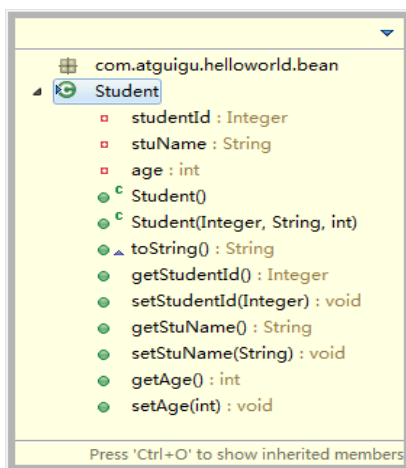 com.atguigu.helloworld.bean
Student
studentId : Integer
stuName : String
age : int
C Student()
C Student(Integer, String, int)
toString() : String
getStudentId() : Integer
setStudentId(Integer) : void
getStuName() : String
setStuName(String) : void
getAge() : int
setAge(int) : void
Press 'Ctrl+O' to show inherited members